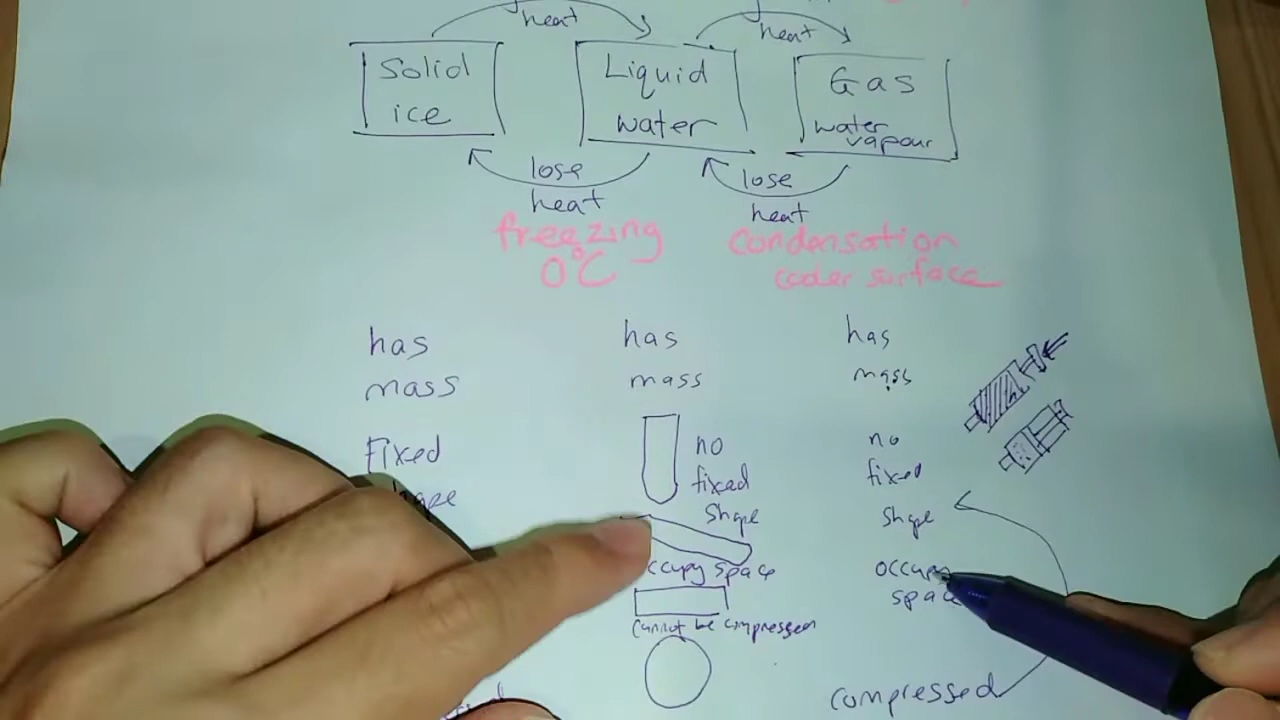 heat
heat
Solid
ice
Liquid
water
Gas
water
vapour
lose
heat
lose
heat
freezing
0°C
Condensation
cooler surface
has
mass
has
mass
has
mass
Fixed
no
fixed
shape
no
fixed
shape
occupy
space
space
cannot be compressed
compressed